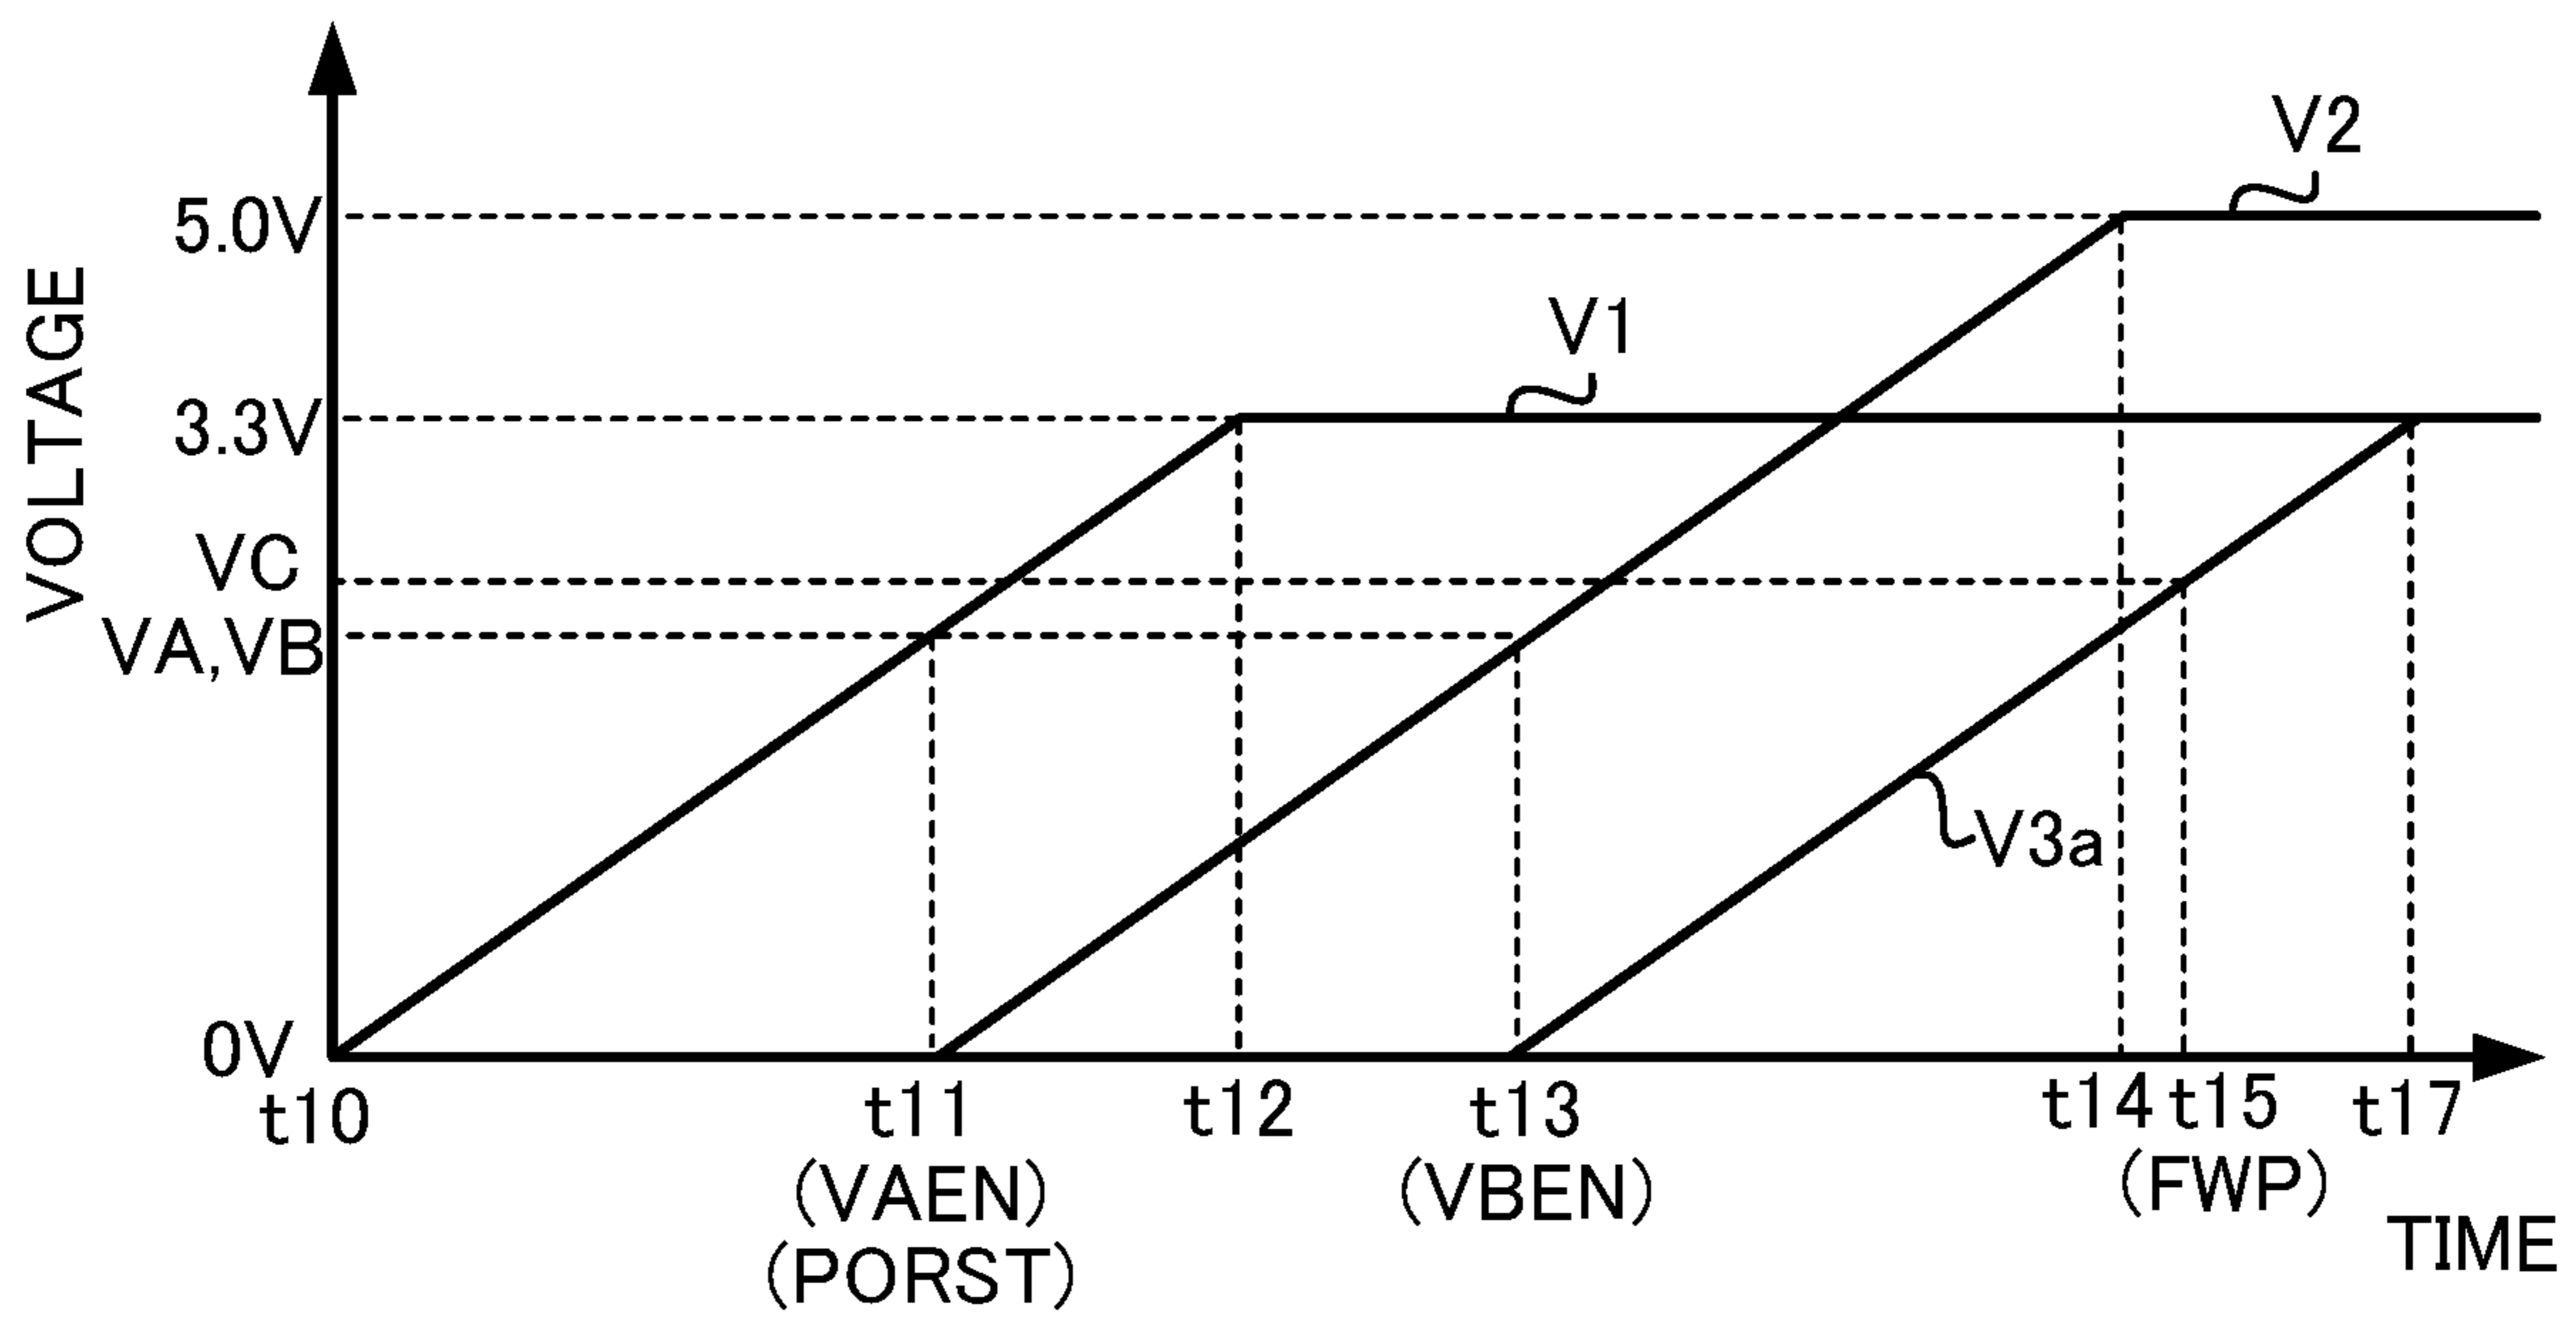 VOLTAGE
V2
5.0V
V1
3.3V
VC
VA,VB
V3a
0V
t10 t11 t12 t13 t14 t15 t17
(VAEN) (VBEN) (FWP)
(PORST) TIME